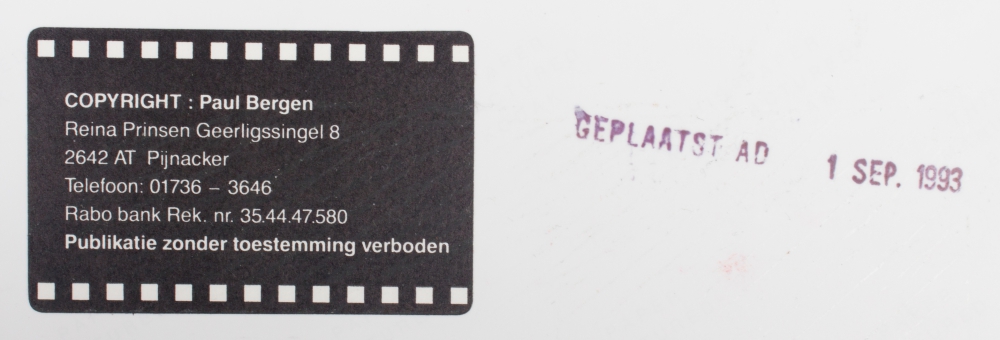 COPYRIGHT : Paul Bergen
Reina Prinsen Geerligssingel 8
2642 AT Pijnacker
Telefoon: 01736 – 3646
Rabo bank Rek. nr. 35.44.47.580
Publikatie zonder toestemming verboden
GEPLAATST AD 1 SEP. 1993